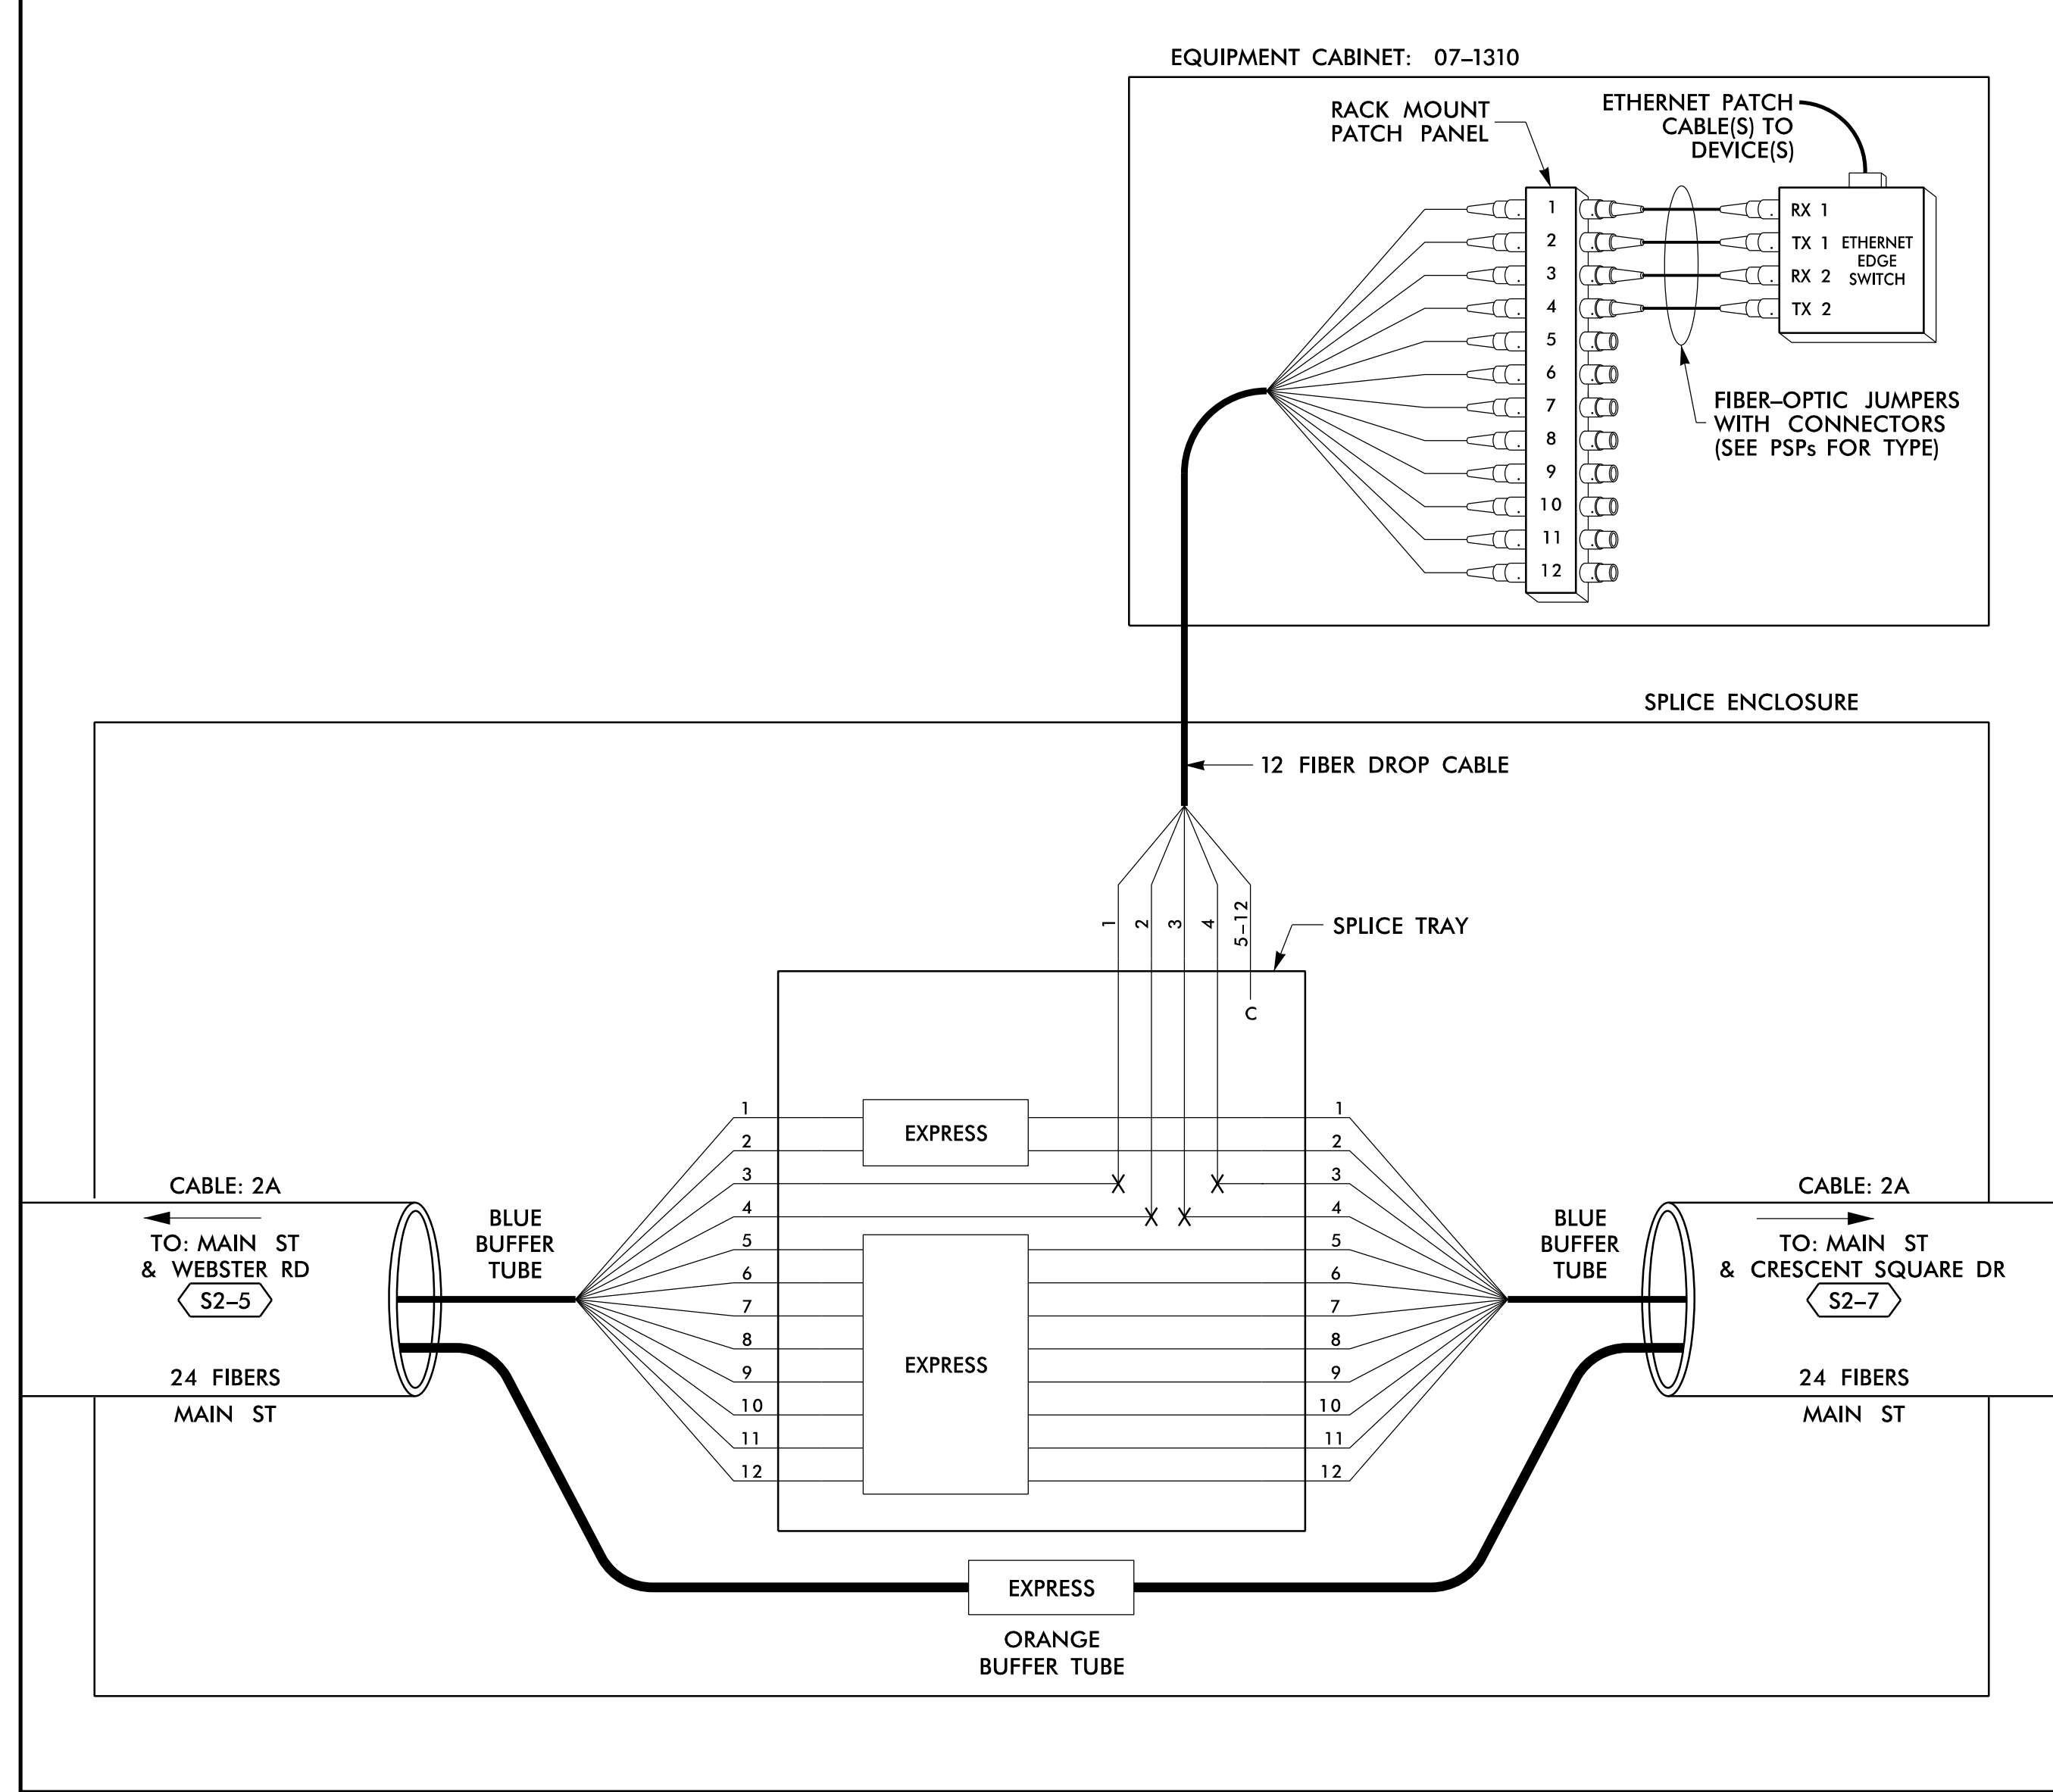 EQUIPMENT CABINET: 07–1310
RACK MOUNT
PATCH PANEL
ETHERNET PATCH
CABLE(S) TO
DEVICE(S)
1
2
3
4
5
6
7
8
9
10
11
12
RX 1
TX 1
RX 2
TX 2
ETHERNET
EDGE
SWITCH
FIBER–OPTIC JUMPERS
WITH CONNECTORS
(SEE PSPs FOR TYPE)
SPLICE ENCLOSURE
12 FIBER DROP CABLE
1
2
3
4
5–12
SPLICE TRAY
C
CABLE: 2A
TO: MAIN ST
& WEBSTER RD
S2–5
24 FIBERS
MAIN ST
BLUE
BUFFER
TUBE
1
2
3
4
5
6
7
8
9
10
11
12
EXPRESS
EXPRESS
1
2
3
4
5
6
7
8
9
10
11
12
BLUE
BUFFER
TUBE
CABLE: 2A
TO: MAIN ST
& CRESCENT SQUARE DR
S2–7
24 FIBERS
MAIN ST
EXPRESS
ORANGE
BUFFER TUBE